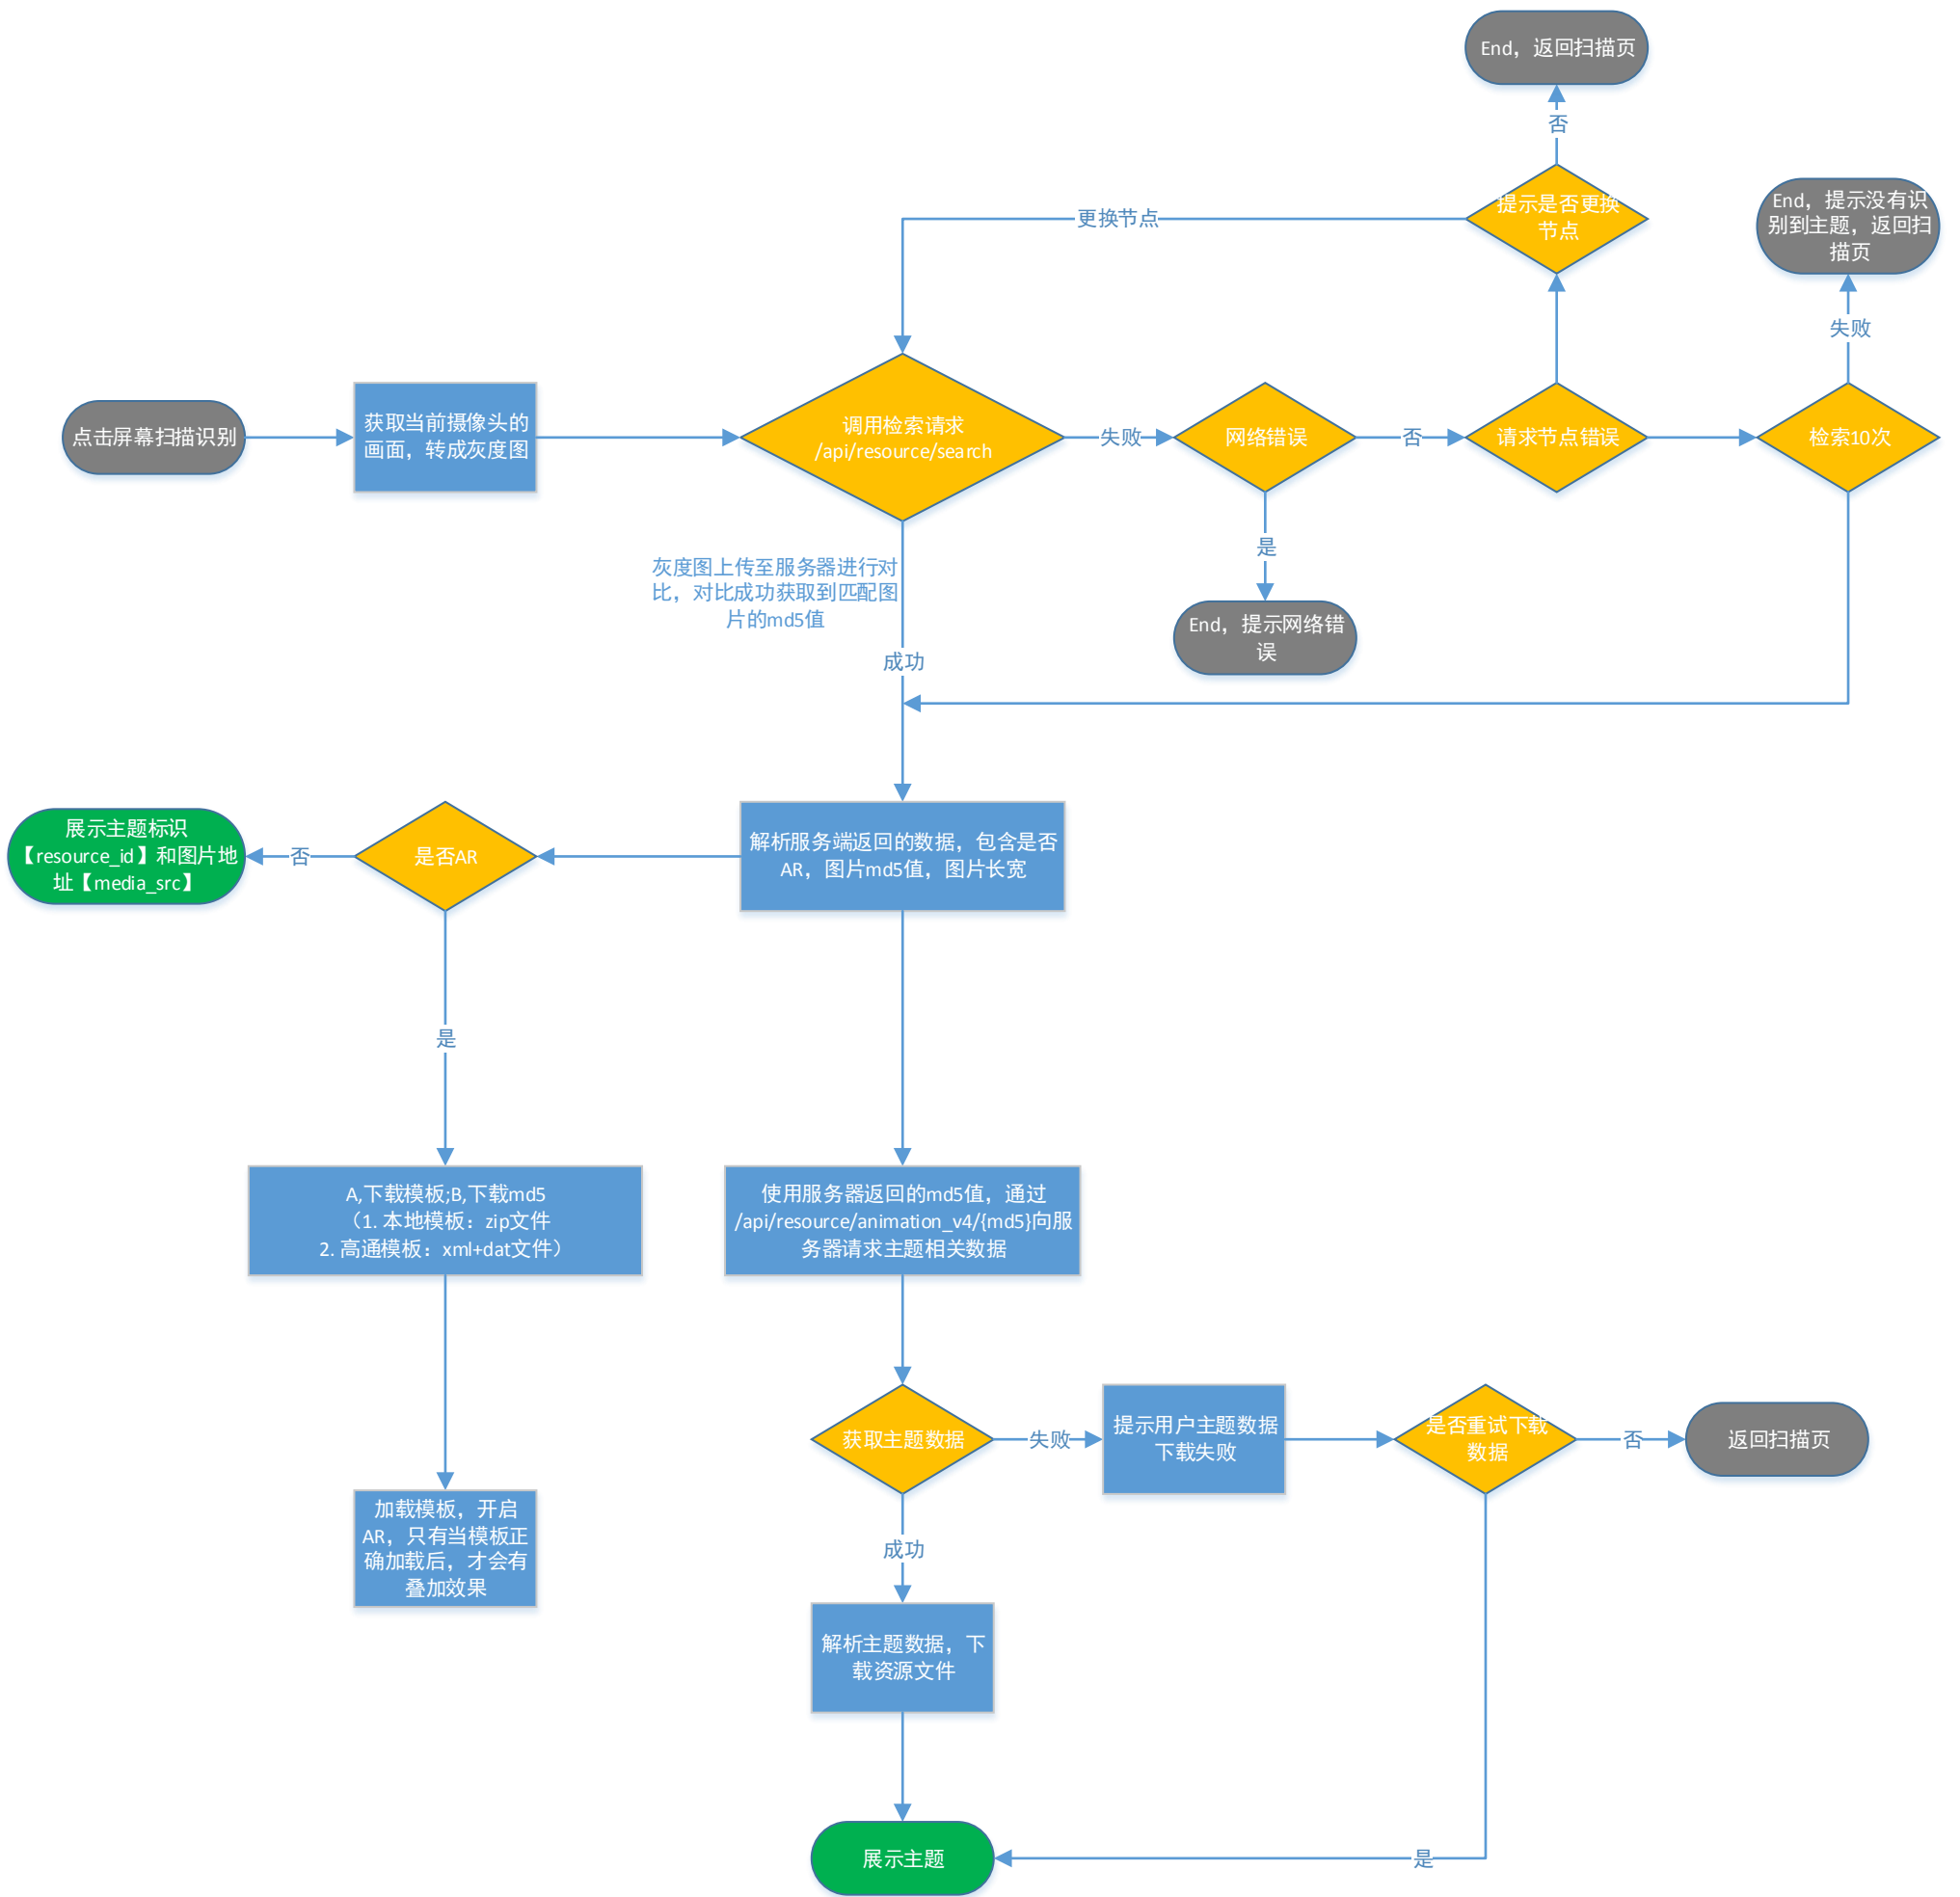 End，返回扫描页
否
提示是否更换
节点
更换节点
End，提示没有识
别到主题，返回扫
描页
失败
点击屏幕扫描识别
获取当前摄像头的
画面，转成灰度图
调用检索请求
/api/resource/search
失败
网络错误
否
请求节点错误
检索10次
是
End，提示网络错
误
灰度图上传至服务器进行对
比，对比成功获取到匹配图
片的md5值
成功
展示主题标识
【resource_id】和图片地
址【media_src】
否
是否AR
解析服务端返回的数据，包含是否
AR，图片md5值，图片长宽
是
A,下载模板;B,下载md5
（1. 本地模板：zip文件
2. 高通模板：xml+dat文件）
使用服务器返回的md5值，通过
/api/resource/animation_v4/{md5}向服
务器请求主题相关数据
获取主题数据
失败
提示用户主题数据
下载失败
是否重试下载
数据
否
返回扫描页
加载模板，开启
AR，只有当模板正
确加载后，才会有
叠加效果
成功
解析主题数据，下
载资源文件
展示主题
是